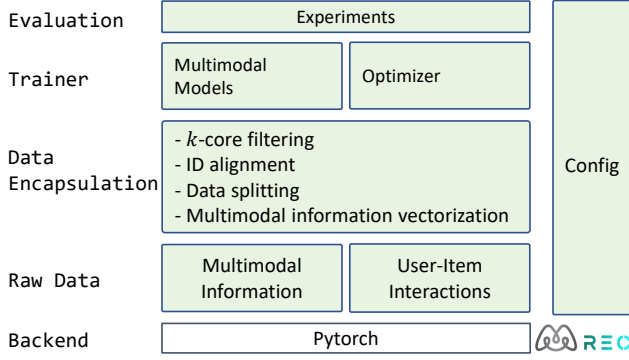 Evaluation
Experiments
Trainer
Multimodal
Models
Optimizer
Data
Encapsulation
- k-core filtering
- ID alignment
- Data splitting
- Multimodal information vectorization
Config
Raw Data
Multimodal
Information
User-Item
Interactions
Backend
Pytorch
REC